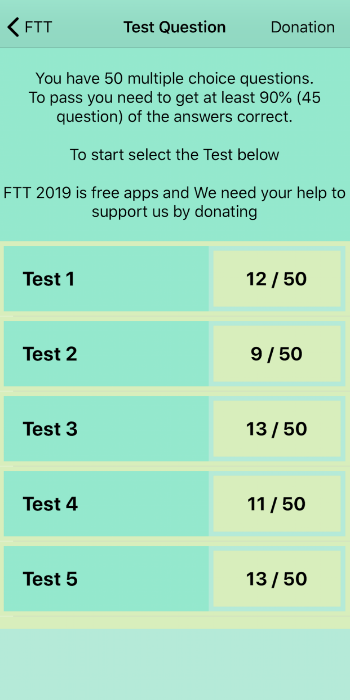 FTT Test Question Donation
You have 50 multiple choice questions.
To pass you need to get at least 90% (45
question) of the answers correct.
To start select the Test below
FTT 2019 is free apps and We need your help to
support us by donating
Test 1 12 / 50
Test 2 9 / 50
Test 3 13 / 50
Test 4 11 / 50
Test 5 13 / 50